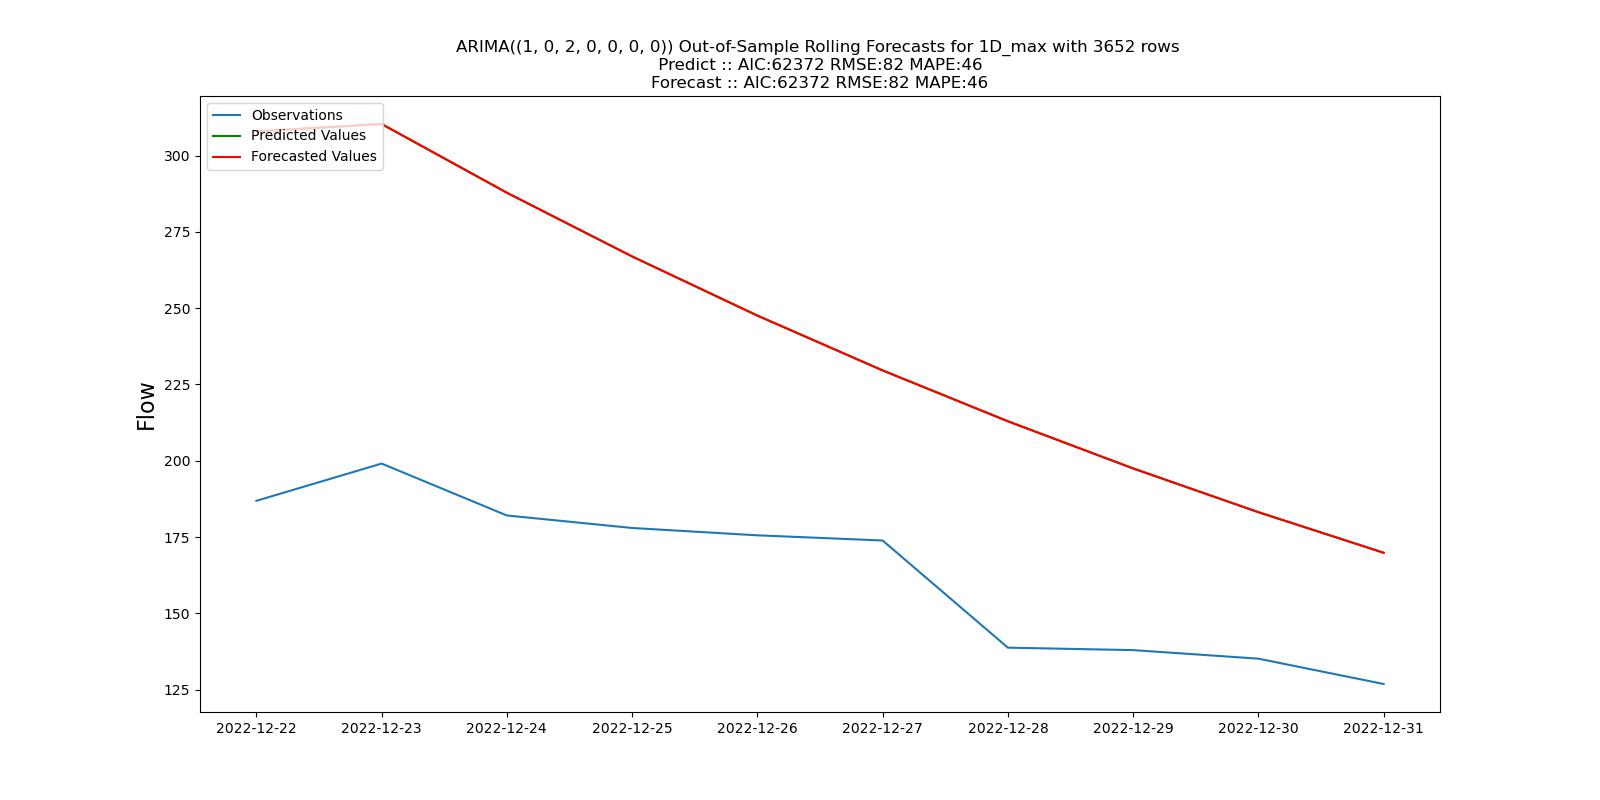 ARIMA((1, 0, 2, 0, 0, 0, 0)) Out-of-Sample Rolling Forecasts for 1D_max with 3652 rows
Predict :: AIC:62372 RMSE:82 MAPE:46
Forecast :: AIC:62372 RMSE:82 MAPE:46
Observations
Predicted Values
Forecasted Values
300
275
250
225
200
175
150
125
Flow
2022-12-22 2022-12-23 2022-12-24 2022-12-25 2022-12-26 2022-12-27 2022-12-28 2022-12-29 2022-12-30 2022-12-31